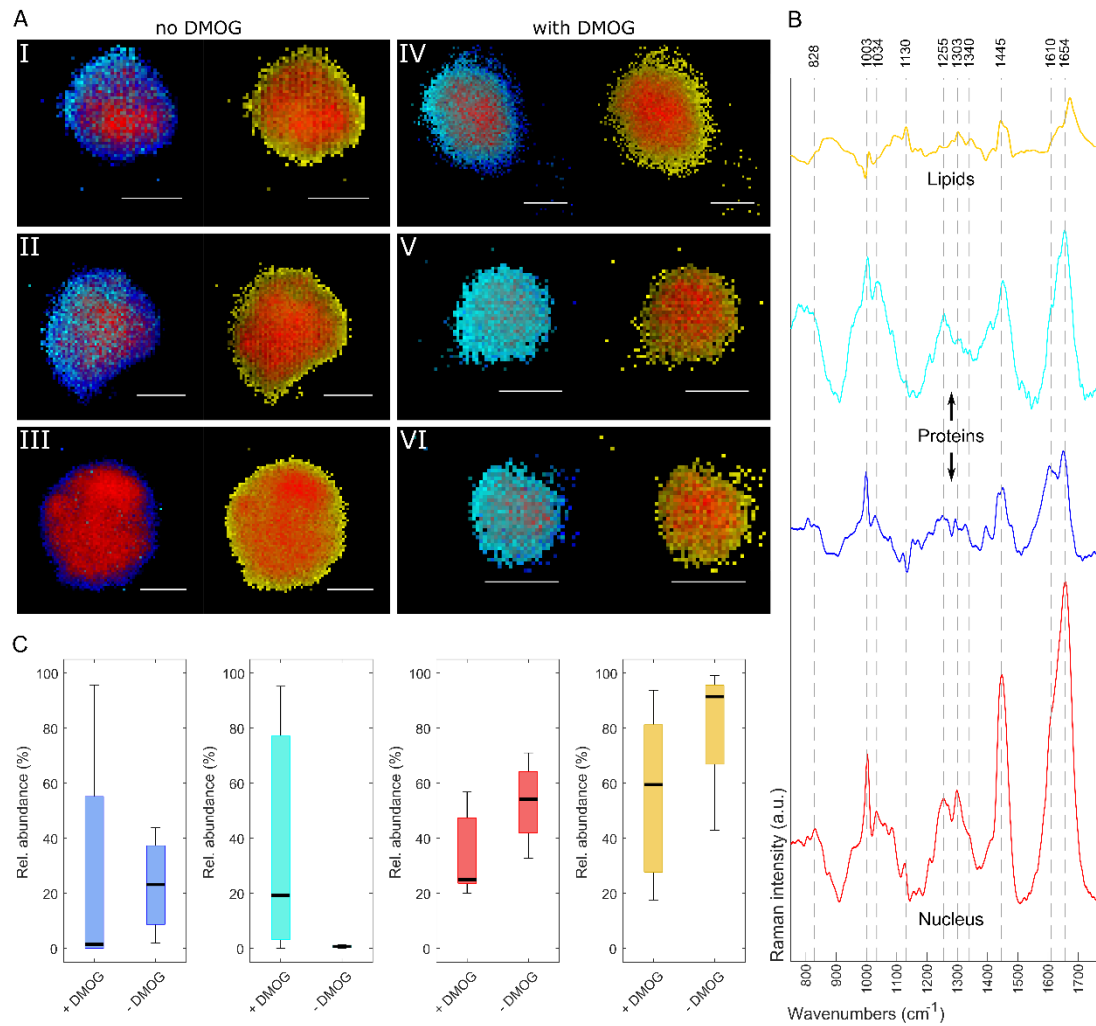 A
no DMOG
with DMOG
I
IV
II
V
III
VI
B
828
1003
1034
1130
1255
1303
1340
1445
1610
1654
Lipids
Proteins
Nucleus
Raman intensity (a.u.)
800
900
1000
1100
1200
1300
1400
1500
1600
1700
Wavenumbers (cm⁻¹)
C
Rel. abundance (%)
100
80
60
40
20
0
+ DMOG
- DMOG
Rel. abundance (%)
100
80
60
40
20
0
+ DMOG
- DMOG
Rel. abundance (%)
100
80
60
40
20
0
+ DMOG
- DMOG
Rel. abundance (%)
100
80
60
40
20
0
+ DMOG
- DMOG